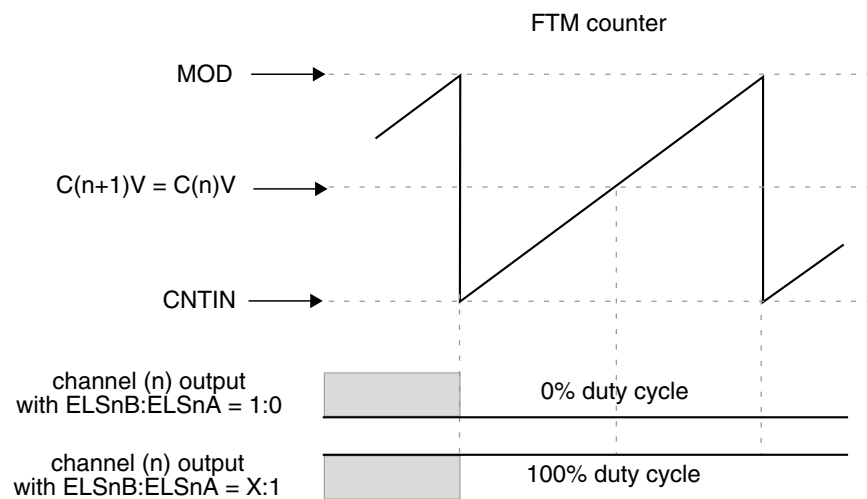 FTM counter
MOD
C(n+1)V = C(n)V
CNTIN
channel (n) output
with ELSnB:ELSnA = 1:0
0% duty cycle
channel (n) output
with ELSnB:ELSnA = X:1
100% duty cycle